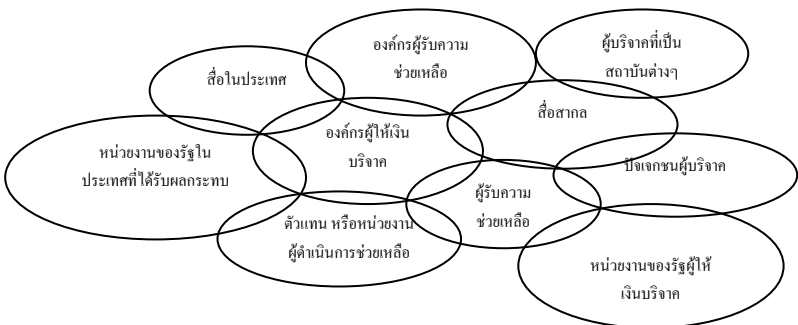 องค์กรผู้รับความ
ช่วยเหลือ
ผู้บริจาคที่เป็น
สถาบันต่างๆ
สื่อในประเทศ
สื่อสากล
องค์กรผู้ให้เงิน
บริจาค
หน่วยงานของรัฐใน
ประเทศที่ได้รับผลกระทบ
ปัจเจกชนผู้บริจาค
ผู้รับความ
ช่วยเหลือ
ตัวแทน หรือหน่วยงาน
ผู้ดำเนินการช่วยเหลือ
หน่วยงานของรัฐผู้ให้
เงินบริจาค